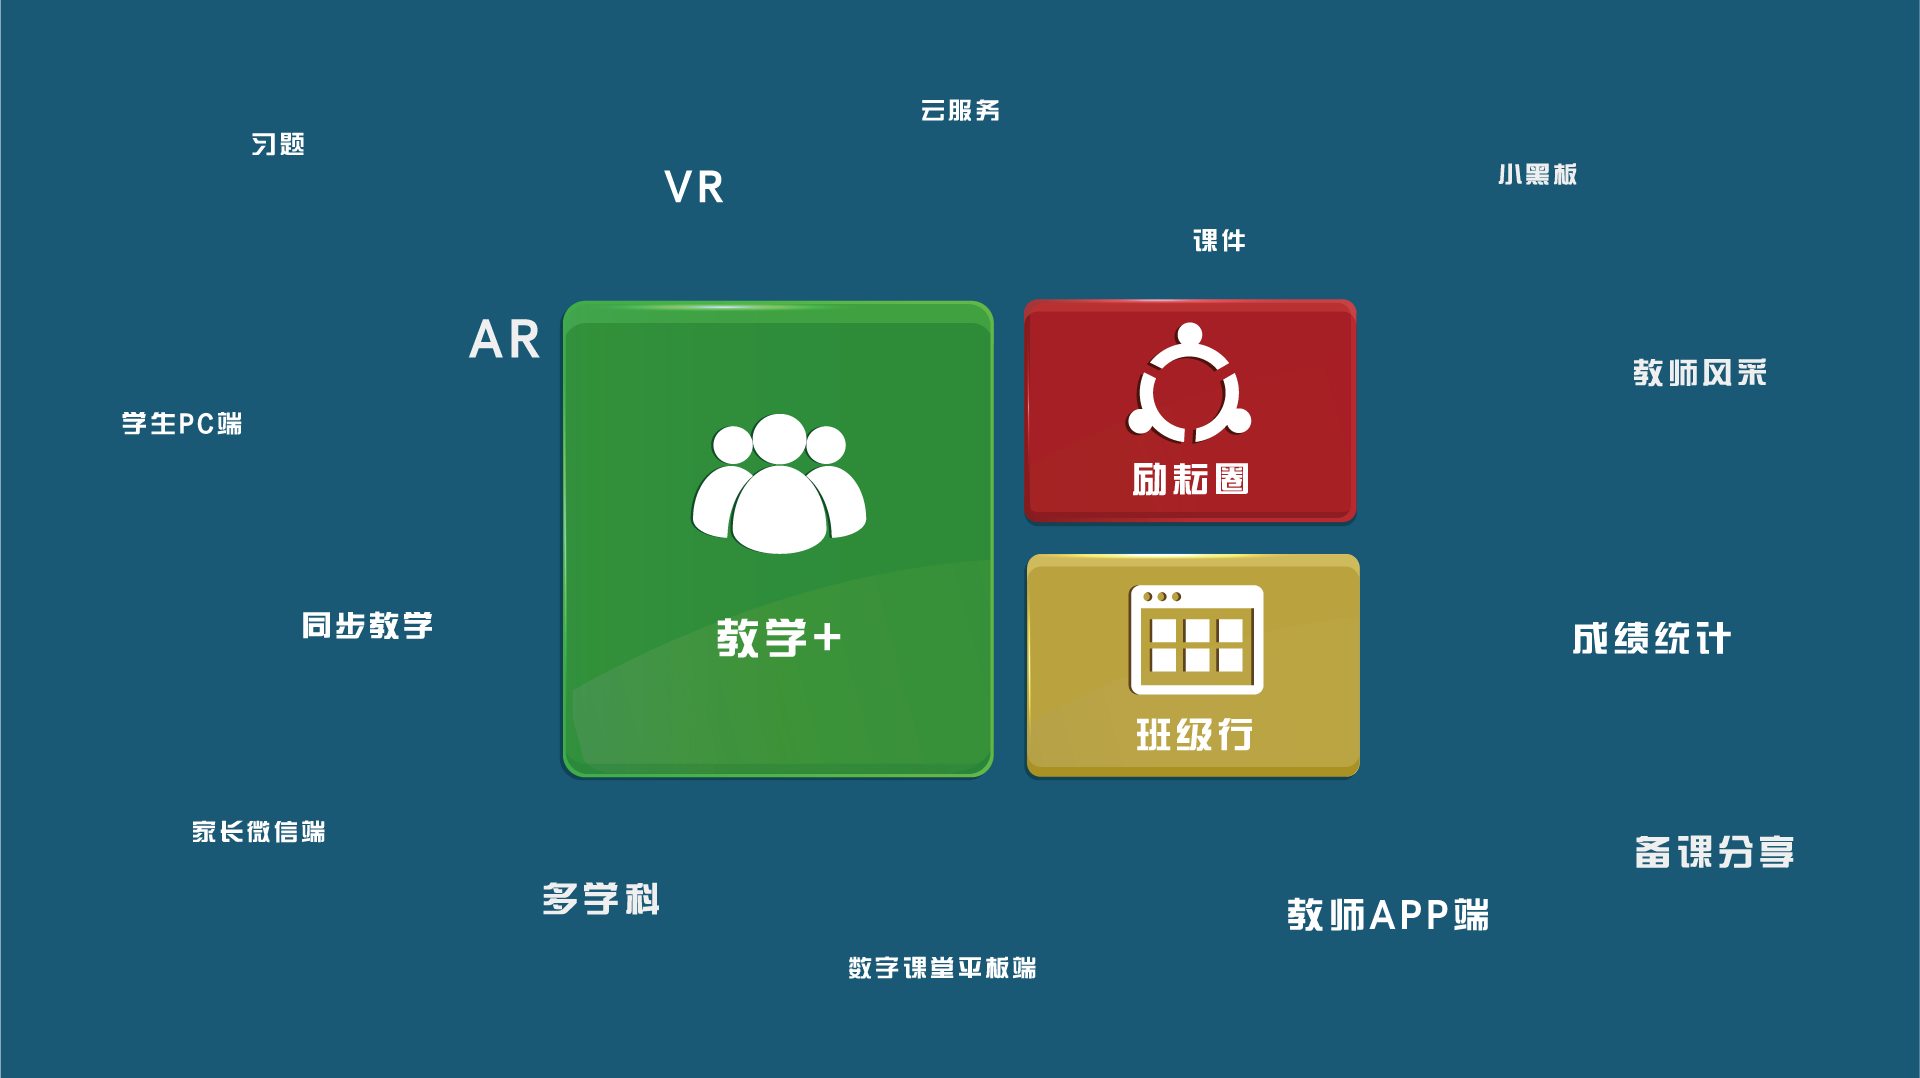 云服务
习题
小黑板
VR
课件
AR
教师风采
学生PC端
励耘圈
同步教学
教学+
成绩统计
班级行
家长微信端
备课分享
多学科
教师APP端
数字课堂平板端